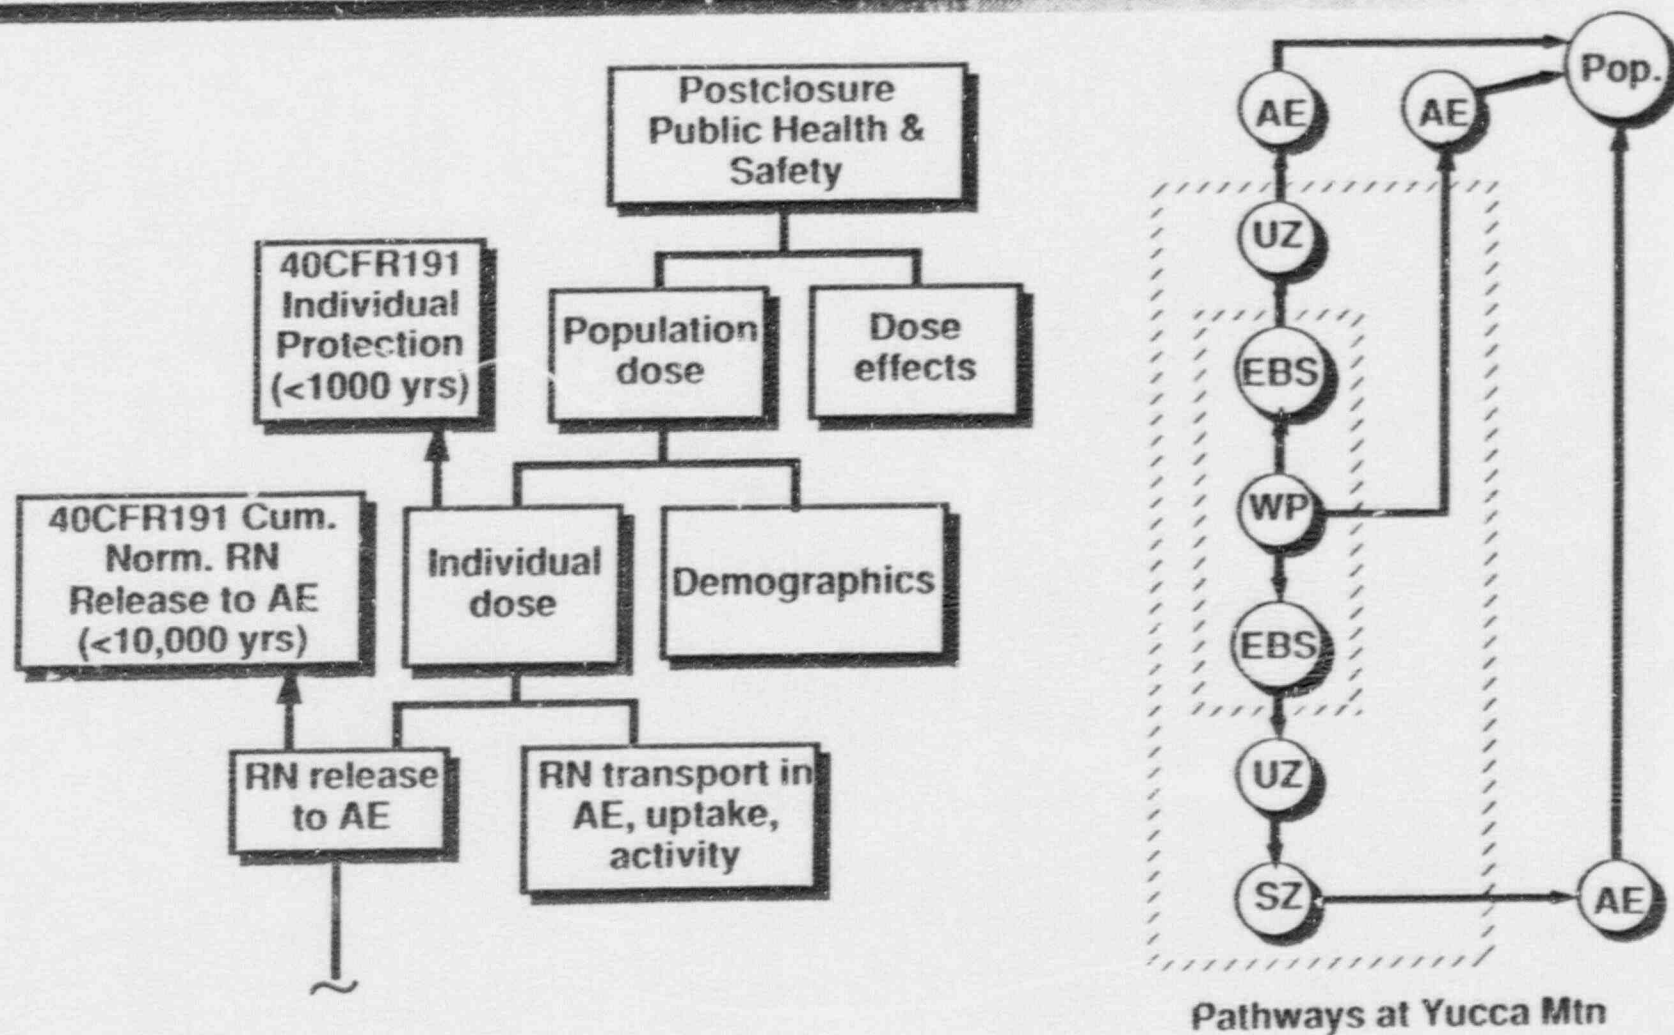 Postclosure
Public Health &
Safety
40CFR191
Individual
Protection
(<1000 yrs)
Population
dose
Dose
effects
40CFR191 Cum.
Norm. RN
Release to AE
(<10,000 yrs)
Individual
dose
Demographics
RN release
to AE
RN transport in
AE, uptake,
activity
Pop.
AE
AE
UZ
EBS
WP
EBS
UZ
SZ
AE
Pathways at Yucca Mtn